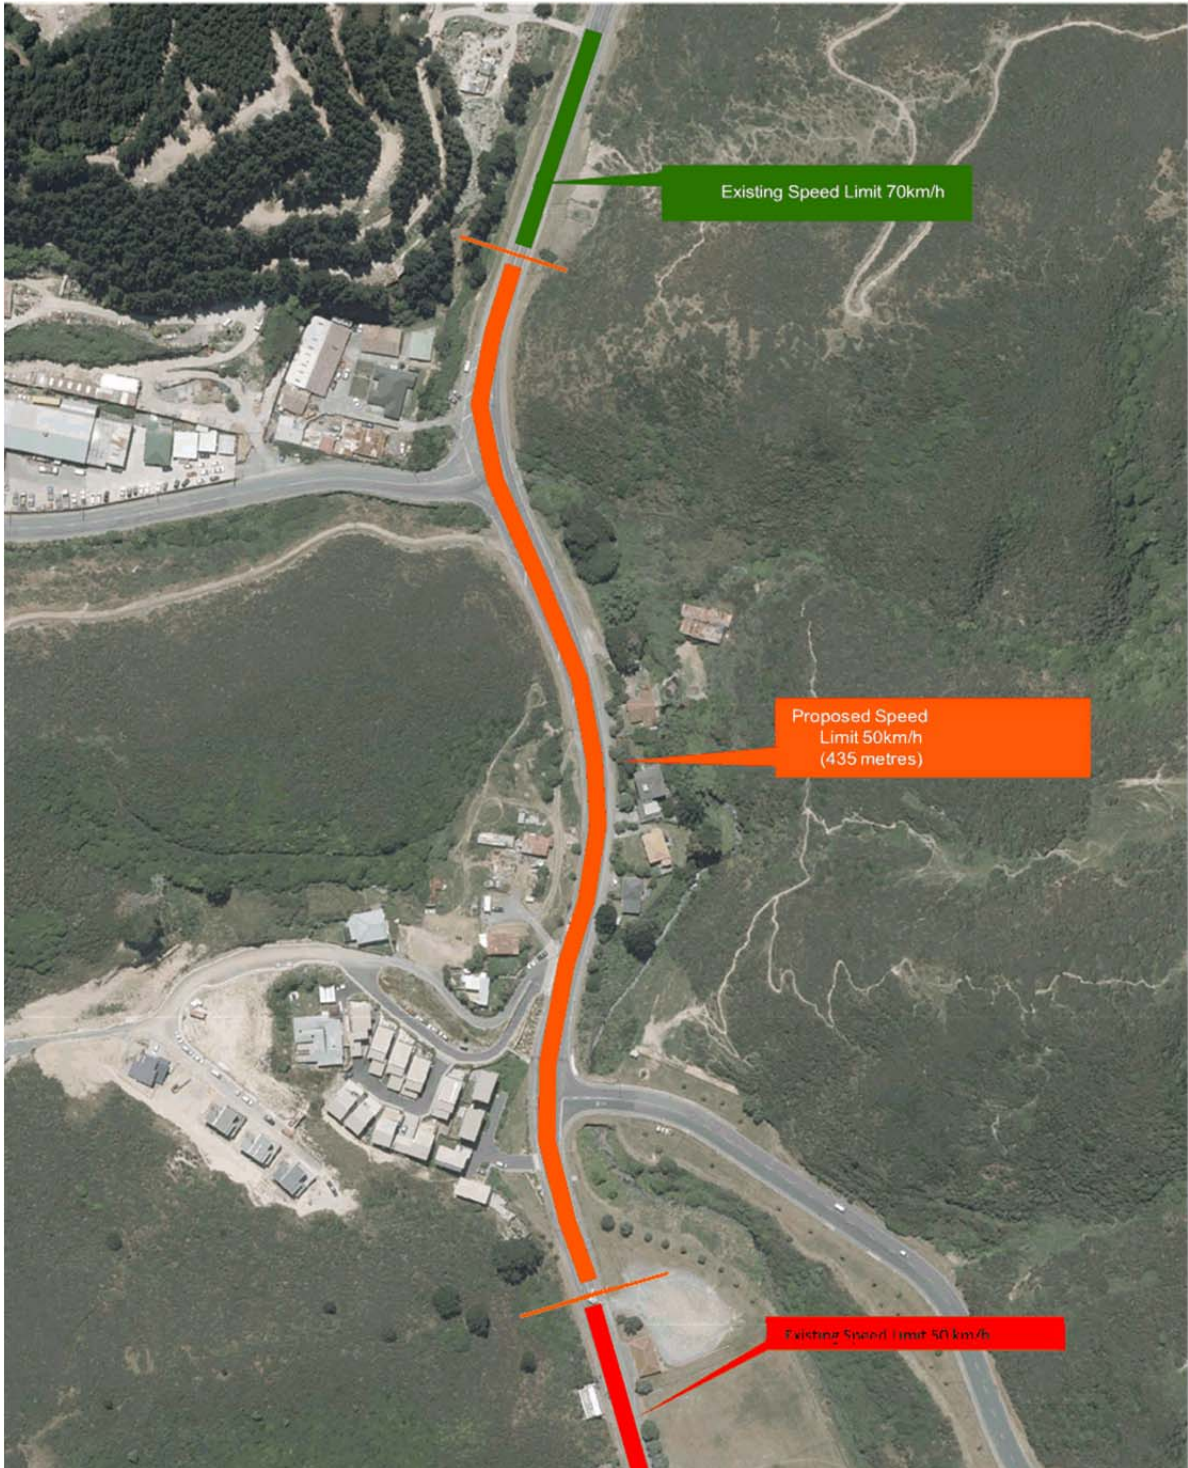 Existing Speed Limit 70km/h
Proposed Speed
Limit 50km/h
(435 metres)
Existing Speed Limit 50 km/h